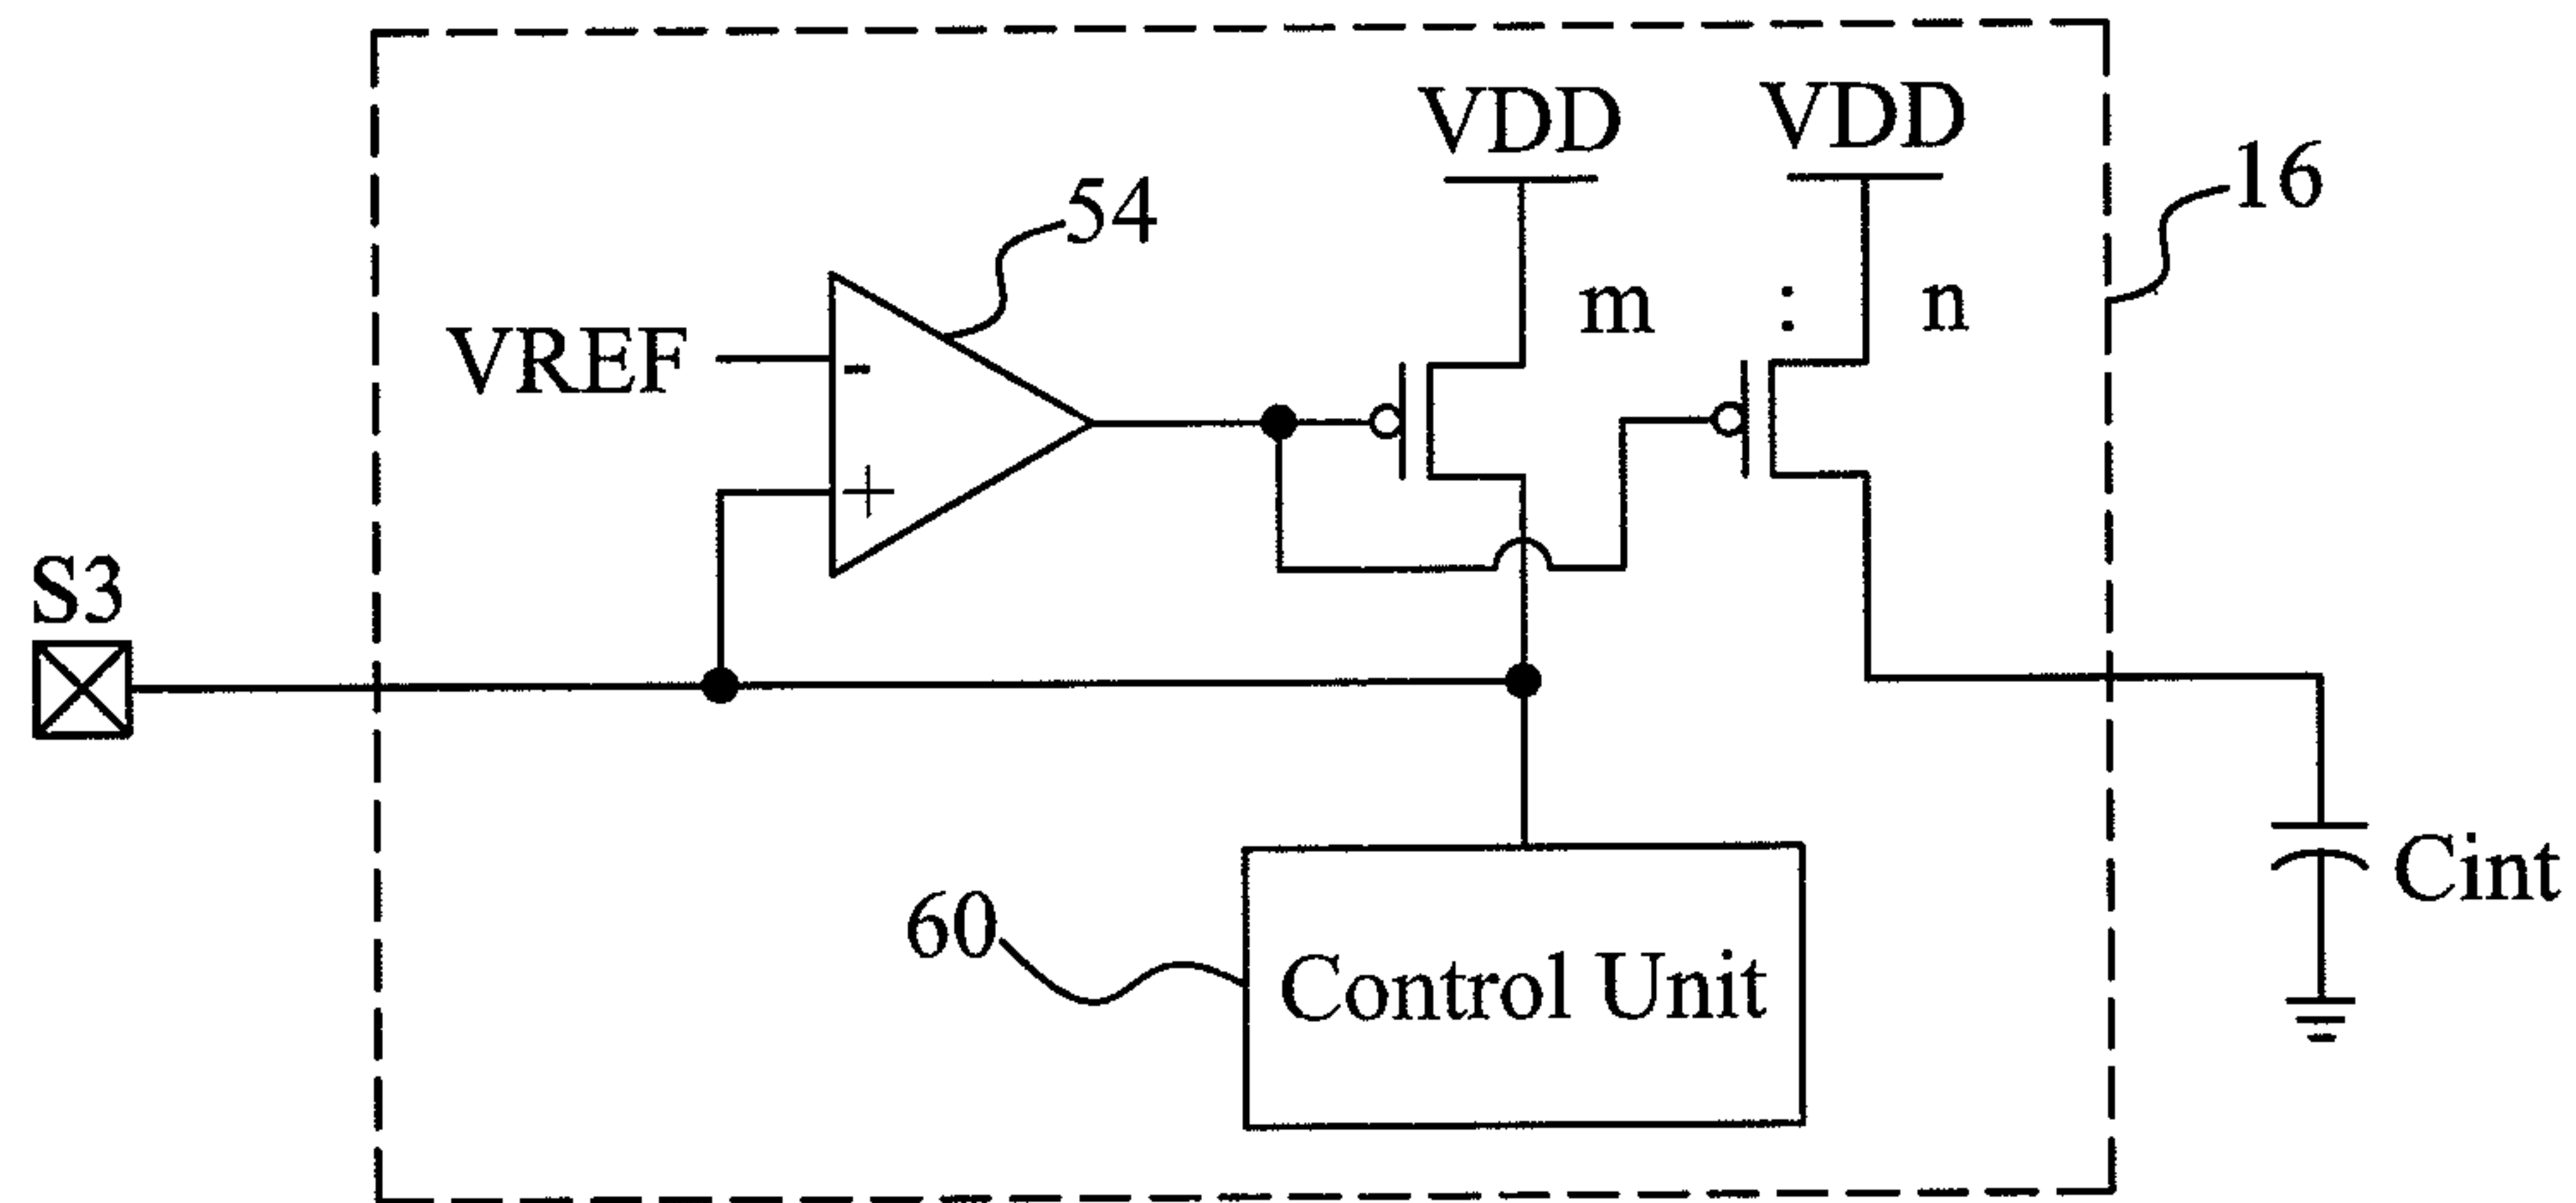 VDD VDD
16
54
m : n
VREF
-
+
S3
Cint
60
Control Unit